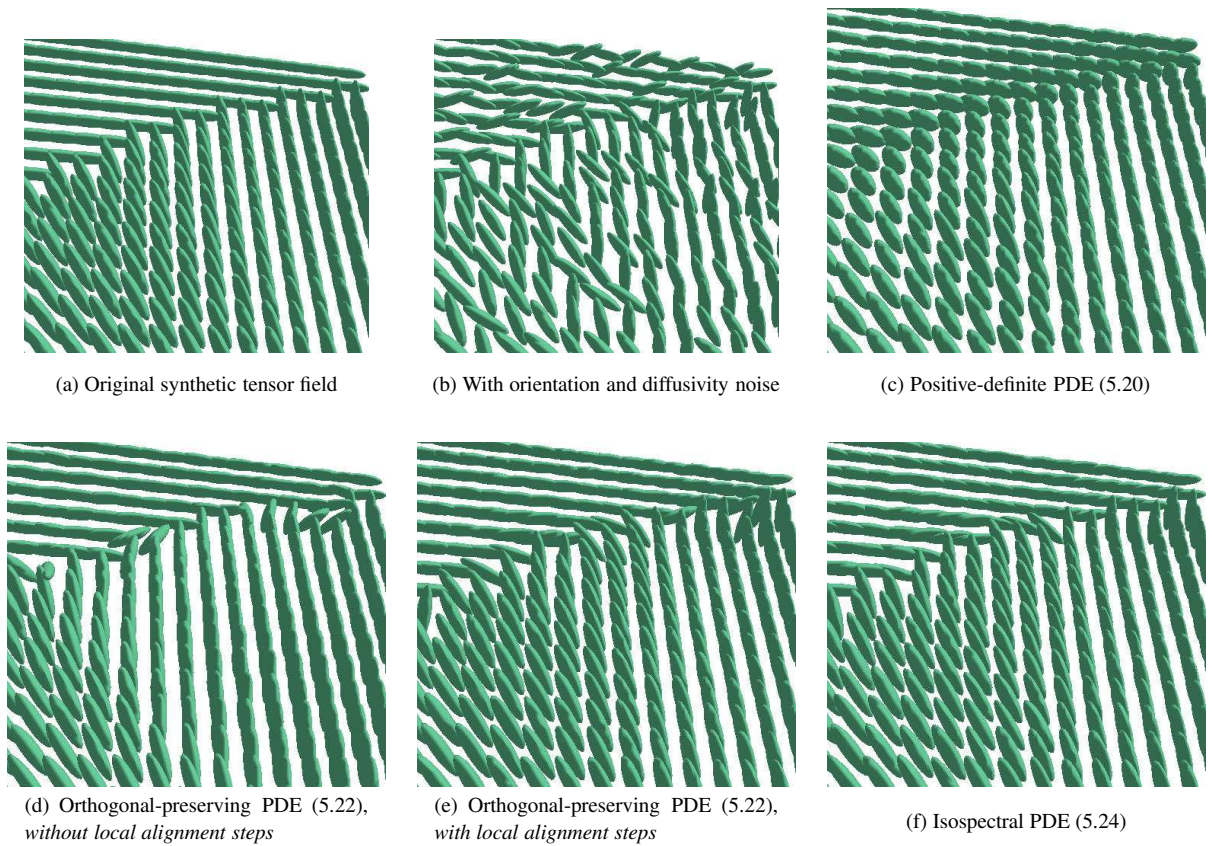 (a) Original synthetic tensor field
(b) With orientation and diffusivity noise
(c) Positive-definite PDE (5.20)
(d) Orthogonal-preserving PDE (5.22),
without local alignment steps
(e) Orthogonal-preserving PDE (5.22),
with local alignment steps
(f) Isospectral PDE (5.24)